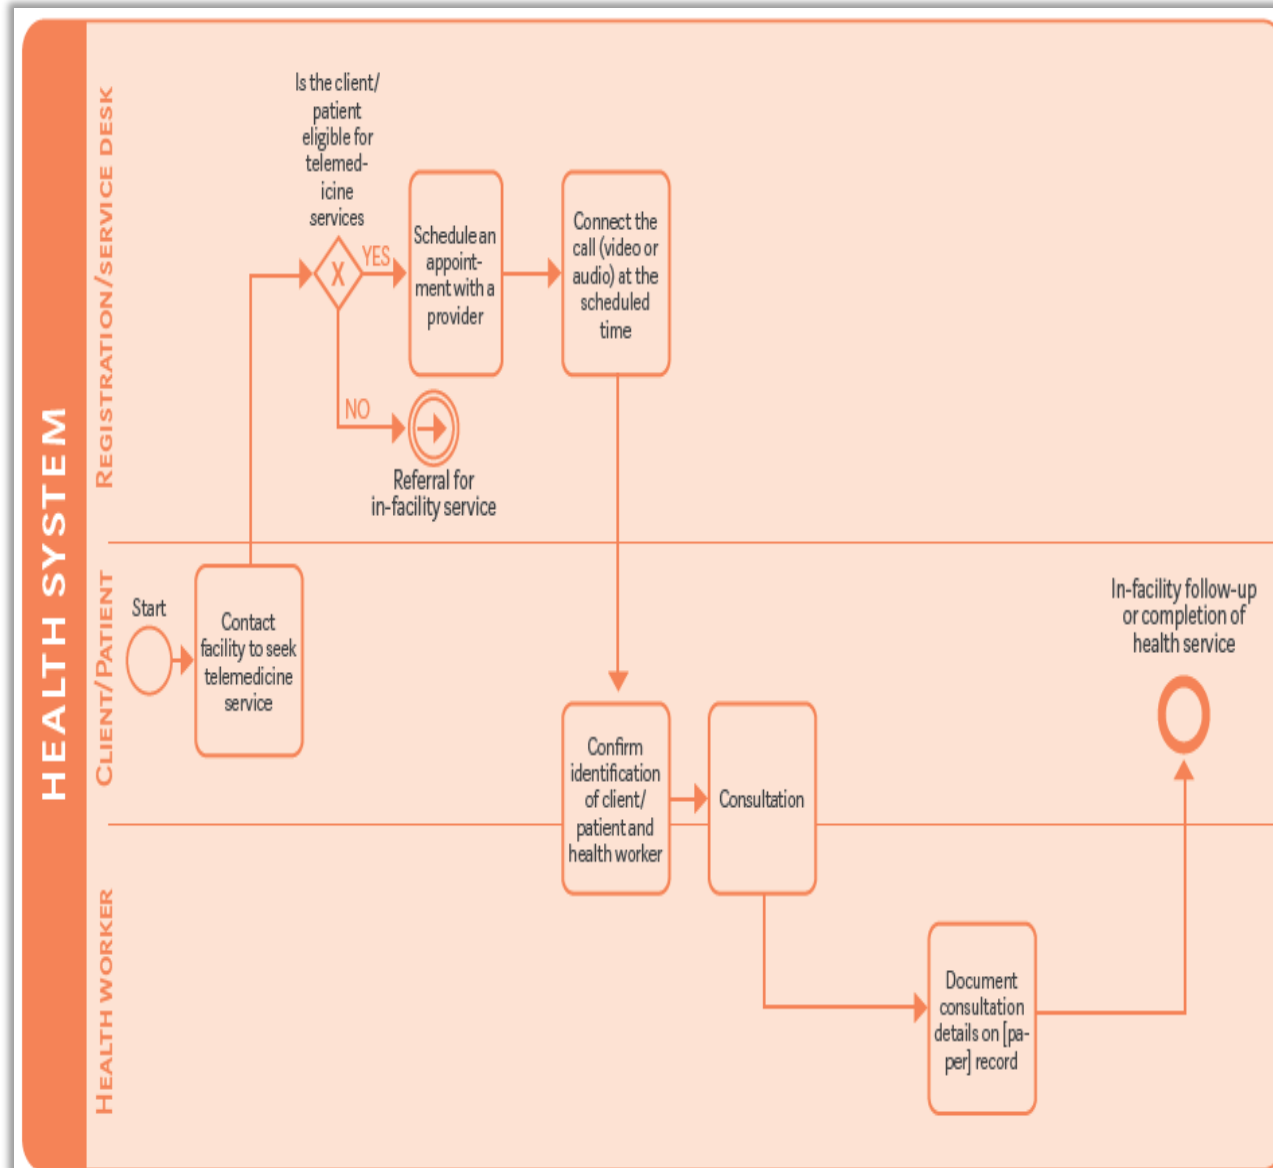 HEALTH SYSTEM
REGISTRATION/SERVICE DESK
Is the client/
patient
eligible for
telemed-
icine
services
X
YES
NO
Schedule an
appoint-
ment with a
provider
Connect the
call (video or
audio) at the
scheduled
time
Referral for
in-facility service
CLIENT/PATIENT
Start
Contact
facility to seek
telemedicine
service
Confirm
identification
of client/
patient and
health worker
Consultation
In-facility follow-up
or completion of
health service
HEALTH WORKER
Document
consultation
details on [pa-
per] record